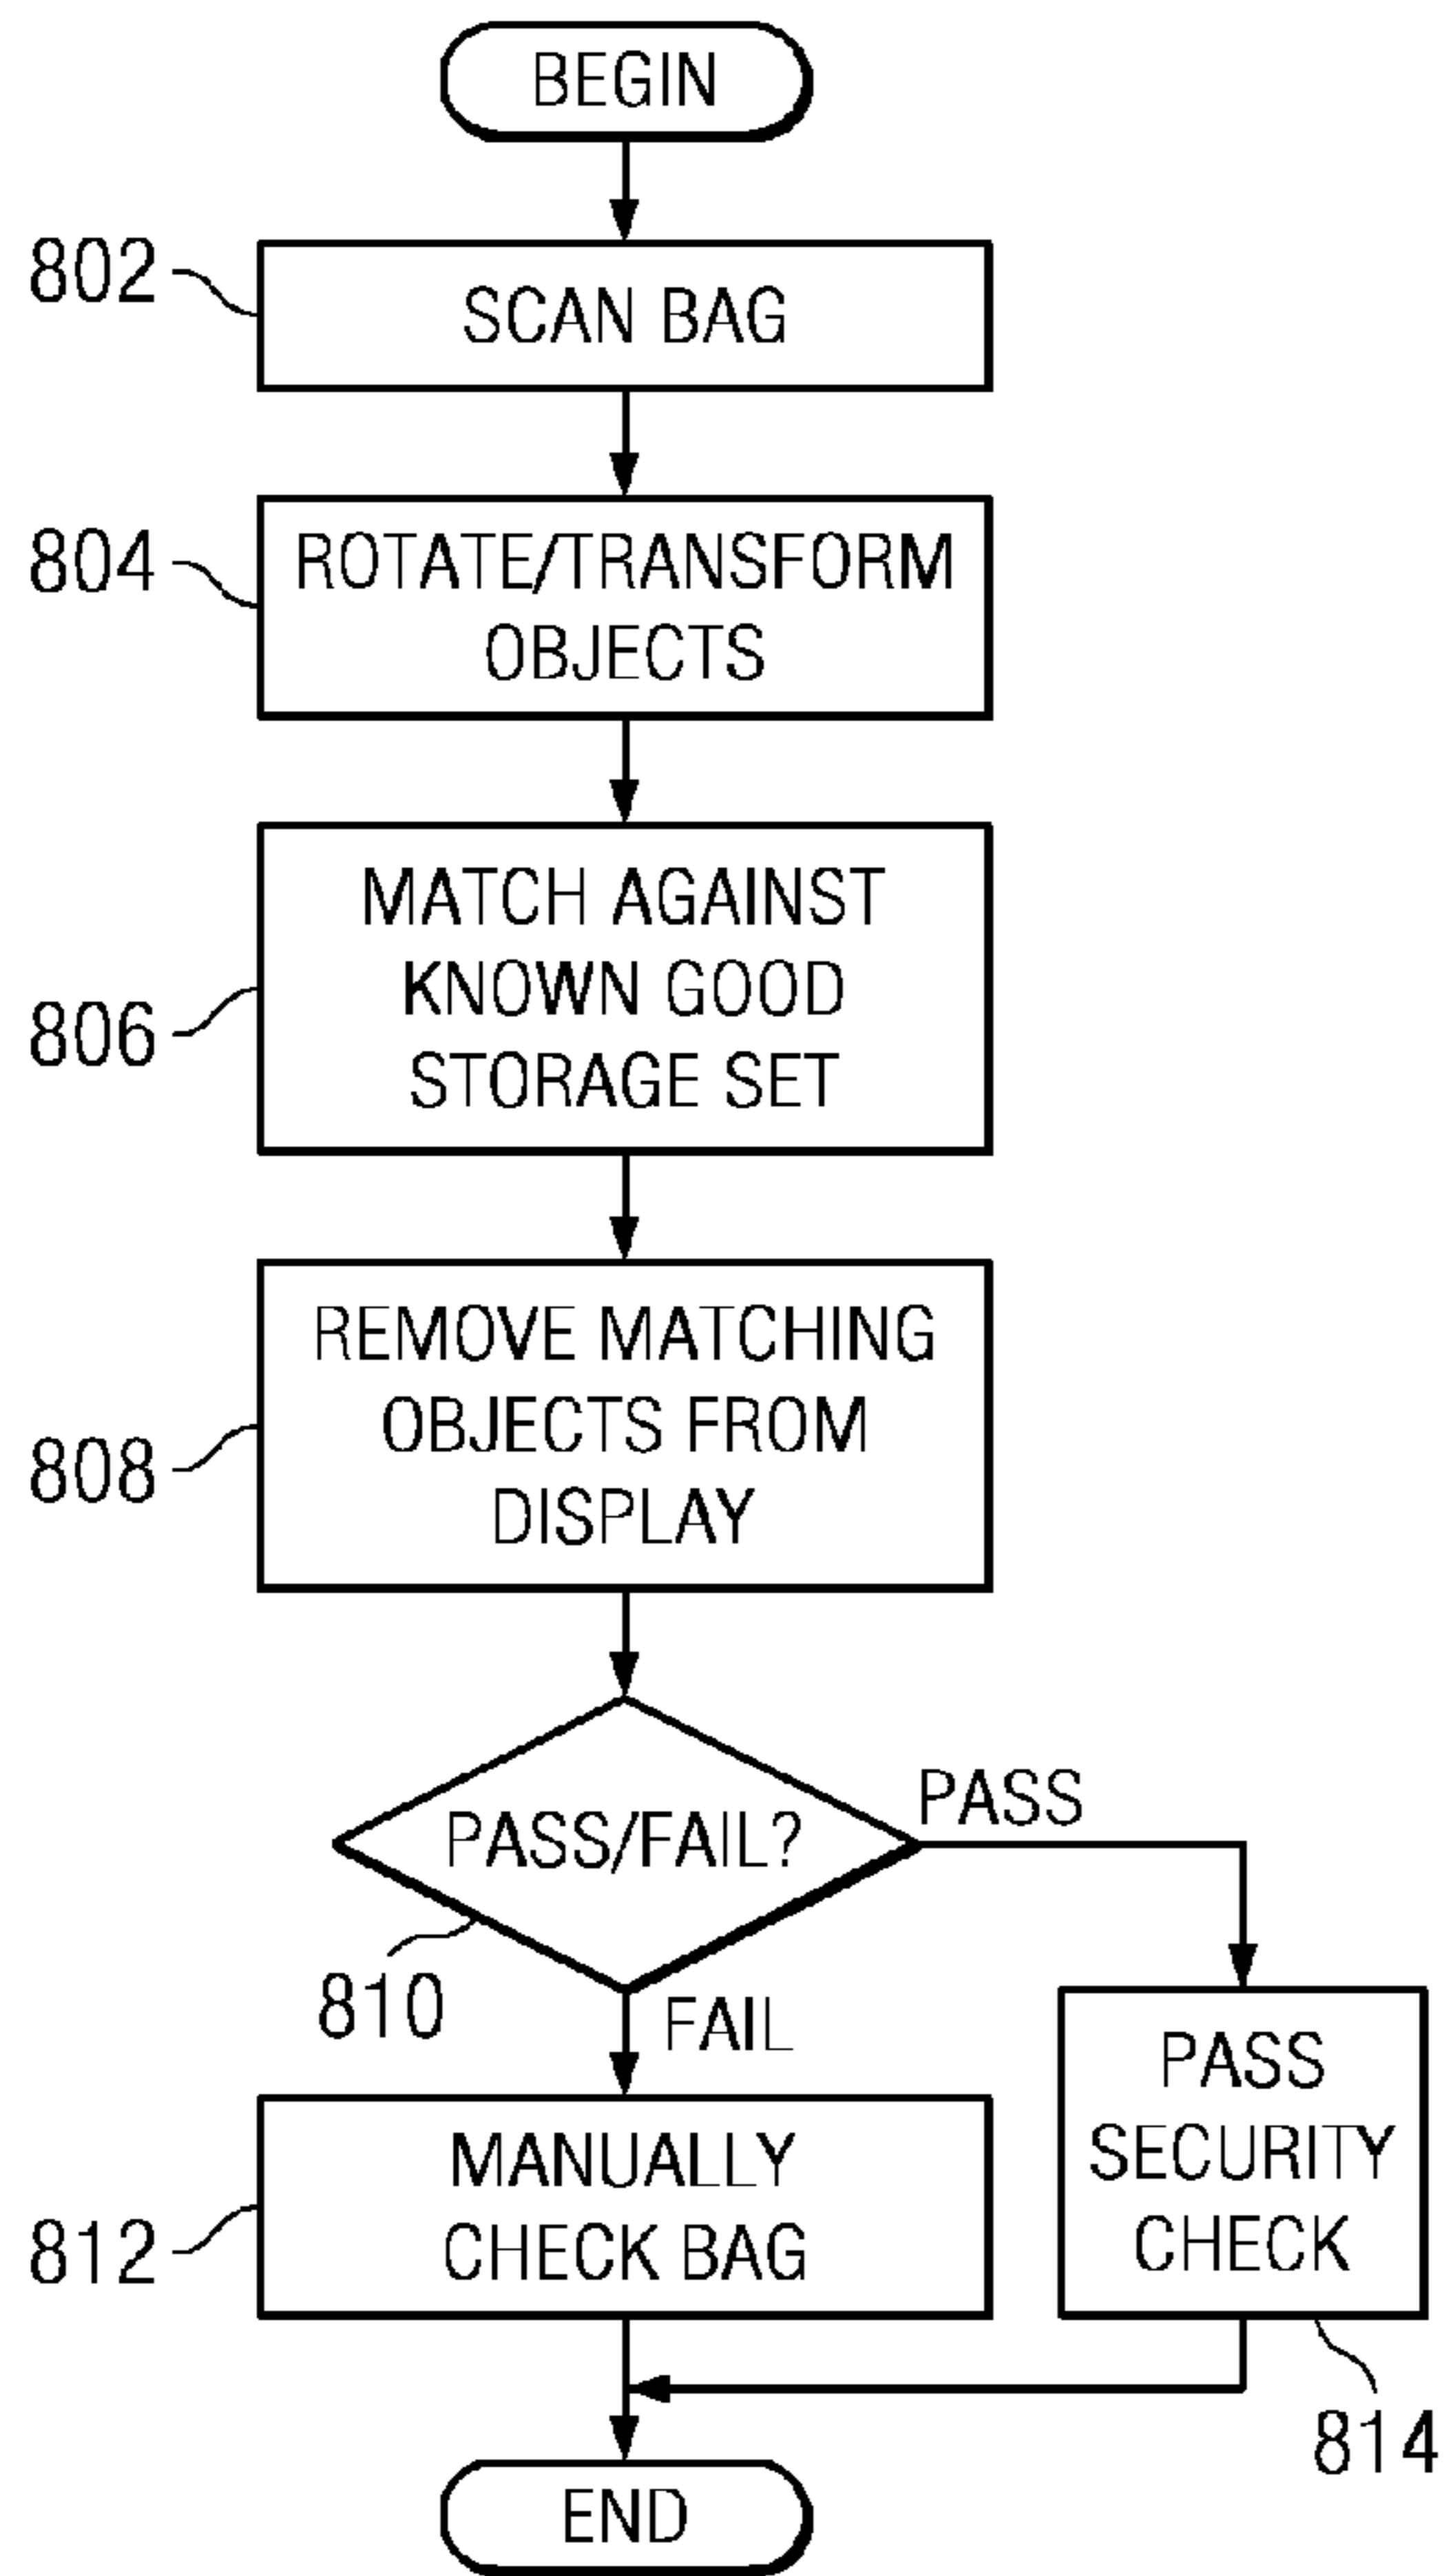 BEGIN
802
SCAN BAG
804
ROTATE/TRANSFORM
OBJECTS
806
MATCH AGAINST
KNOWN GOOD
STORAGE SET
808
REMOVE MATCHING
OBJECTS FROM
DISPLAY
PASS/FAIL?
PASS
810
FAIL
812
MANUALLY
CHECK BAG
PASS
SECURITY
CHECK
814
END